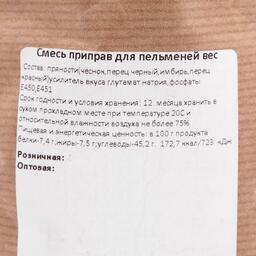 Смесь приправ для пельменей вес
Состав: пряности(чеснок,перец черный,имбирь,перец
красный)усилитель вкуса глутамат натрия,фосфаты
Е450,Е451
Срок годности и условия хранения: 12 месяца хранить в
сухом прохладном месте при температуре 20С и
относительной влажности воздуха не более 75%
Пищевая и энергетическая ценность: в 100 г продукта
белки-7,4 г;жиры-7,5 г;углеводы-45,2 г. 172,7 ккал/723 кДж
Розничная:
Оптовая: